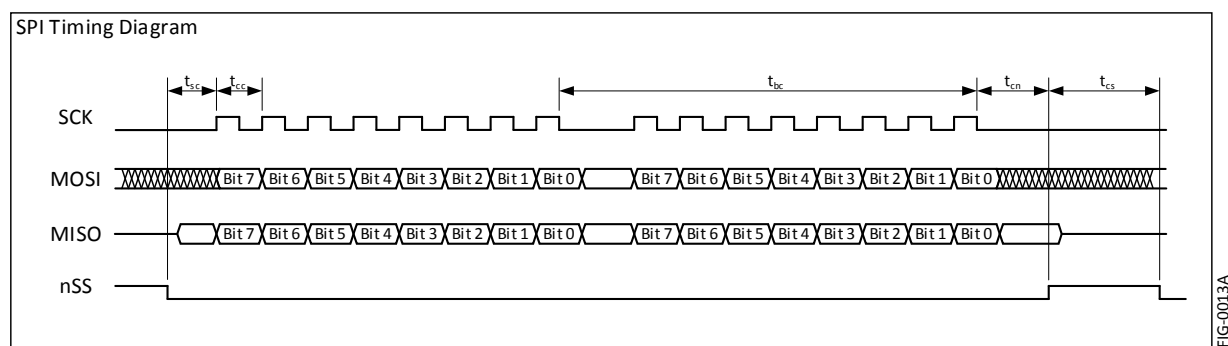 SPI Timing Diagram
tsc tcc tbc tcn tcs
SCK
MOSI Bit 7 Bit 6 Bit 5 Bit 4 Bit 3 Bit 2 Bit 1 Bit 0 Bit 7 Bit 6 Bit 5 Bit 4 Bit 3 Bit 2 Bit 1 Bit 0
MISO Bit 7 Bit 6 Bit 5 Bit 4 Bit 3 Bit 2 Bit 1 Bit 0 Bit 7 Bit 6 Bit 5 Bit 4 Bit 3 Bit 2 Bit 1 Bit 0
nSS
FIG-0013A